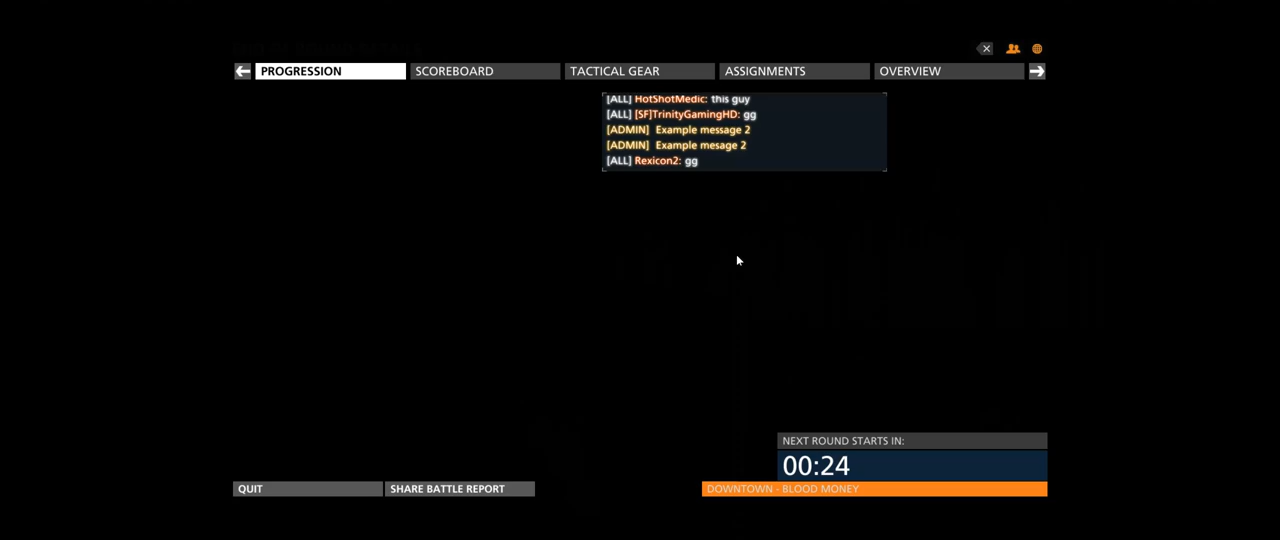 PROGRESSION
SCOREBOARD
TACTICAL GEAR
ASSIGNMENTS
OVERVIEW
[ALL] HotShotMedic: this guy
[ALL] [SF]TrinityGamingHD: gg
[ADMIN] Example message 2
[ADMIN] Example mesage 2
[ALL] Rexicon2: gg
NEXT ROUND STARTS IN:
00:24
QUIT
SHARE BATTLE REPORT
DOWNTOWN - BLOOD MONEY